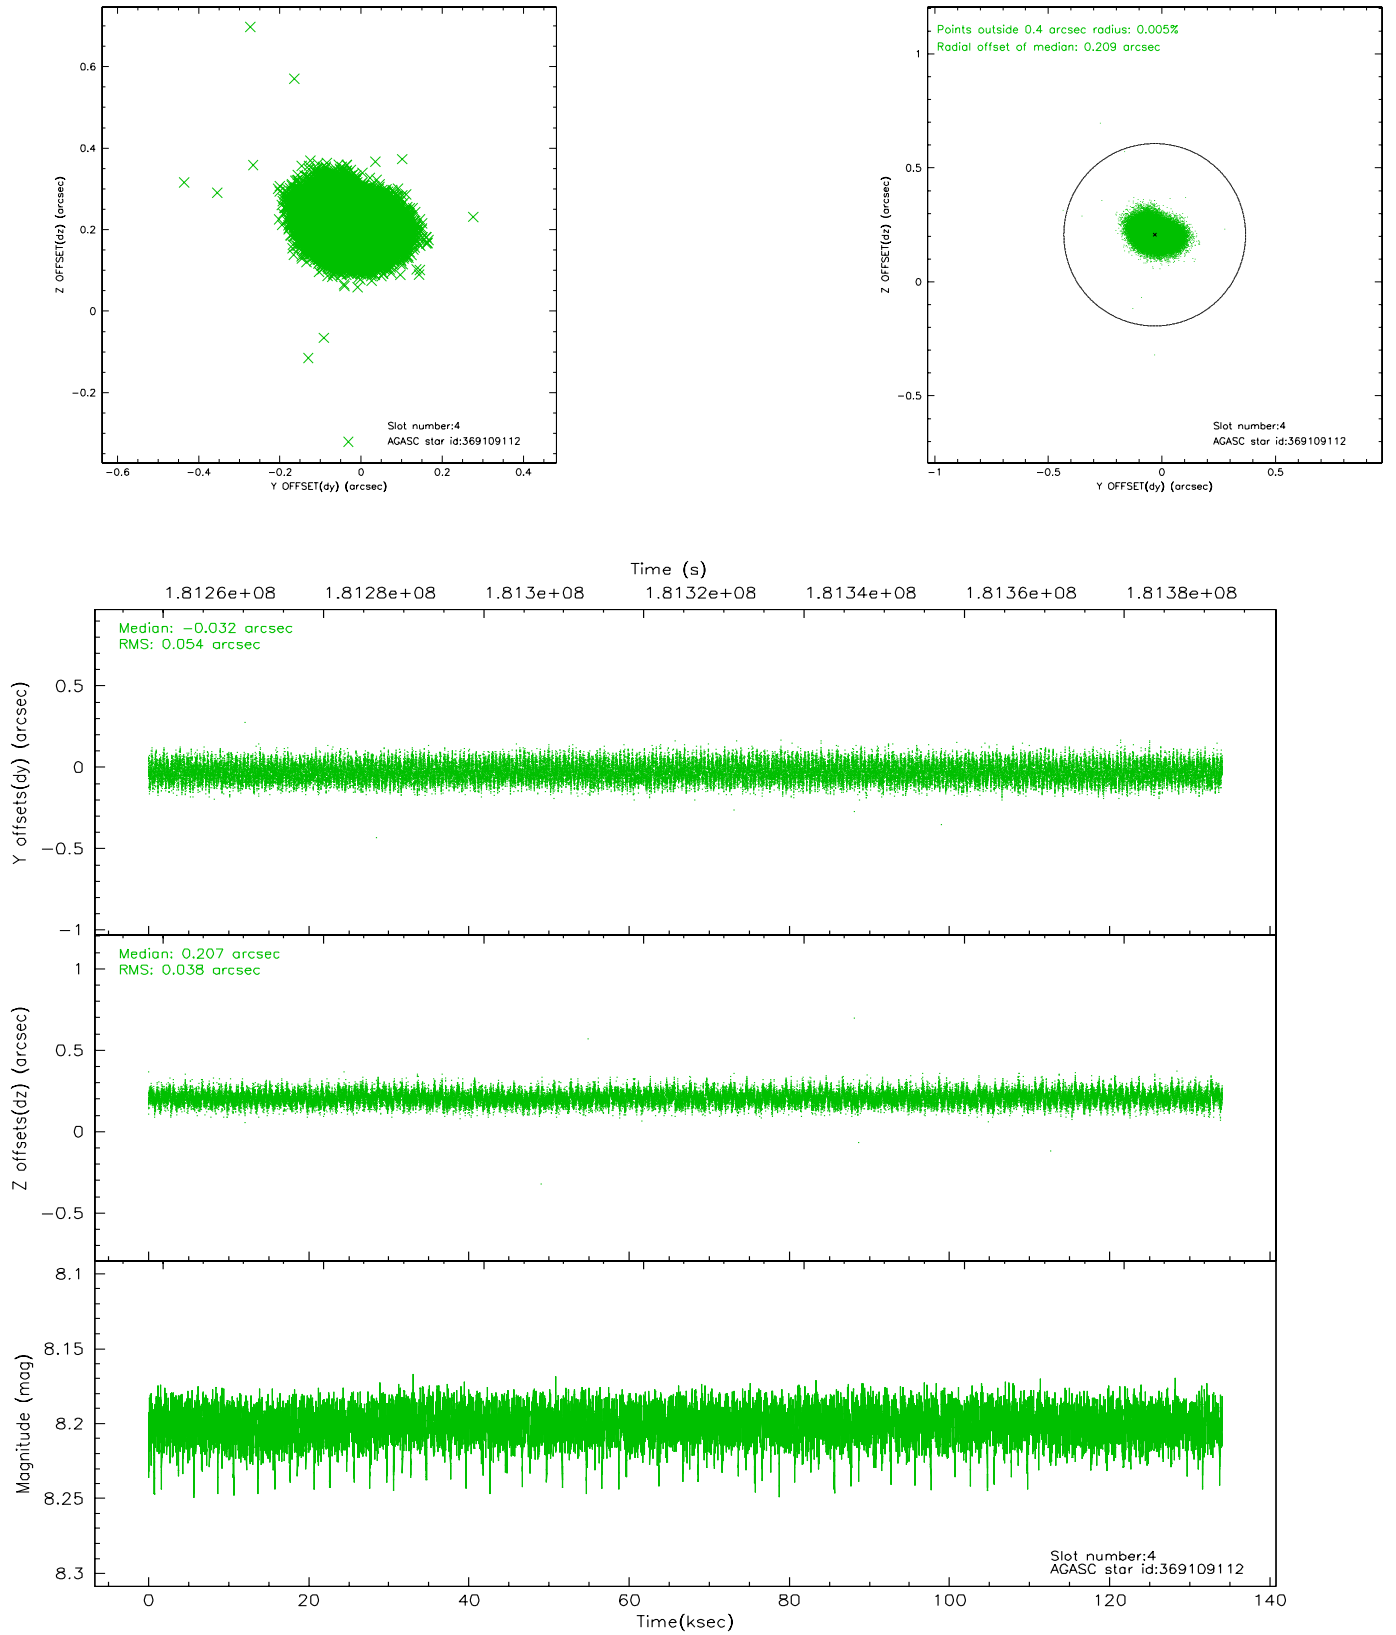 0.6
0.4
0.2
0
−0.2
Z OFFSET(dz) (arcsec)
Slot number:4
AGASC star id:369109112
−0.6 −0.4 −0.2 0 0.2 0.4
Y OFFSET(dy) (arcsec)
Points outside 0.4 arcsec radius: 0.005%
Radial offset of median: 0.209 arcsec
1
0.5
0
−0.5
Z OFFSET(dz) (arcsec)
Slot number:4
AGASC star id:369109112
−1 −0.5 0 0.5
Y OFFSET(dy) (arcsec)
Time (s)
1.8126e+08 1.8128e+08 1.813e+08 1.8132e+08 1.8134e+08 1.8136e+08 1.8138e+08
Median: −0.032 arcsec
RMS: 0.054 arcsec
0.5
0
−0.5
−1
Y offsets(dy) (arcsec)
Median: 0.207 arcsec
RMS: 0.038 arcsec
1
0.5
0
−0.5
Z offsets(dz) (arcsec)
8.1
8.15
8.2
8.25
8.3
Magnitude (mag)
Slot number:4
AGASC star id:369109112
0 20 40 60 80 100 120 140
Time(ksec)